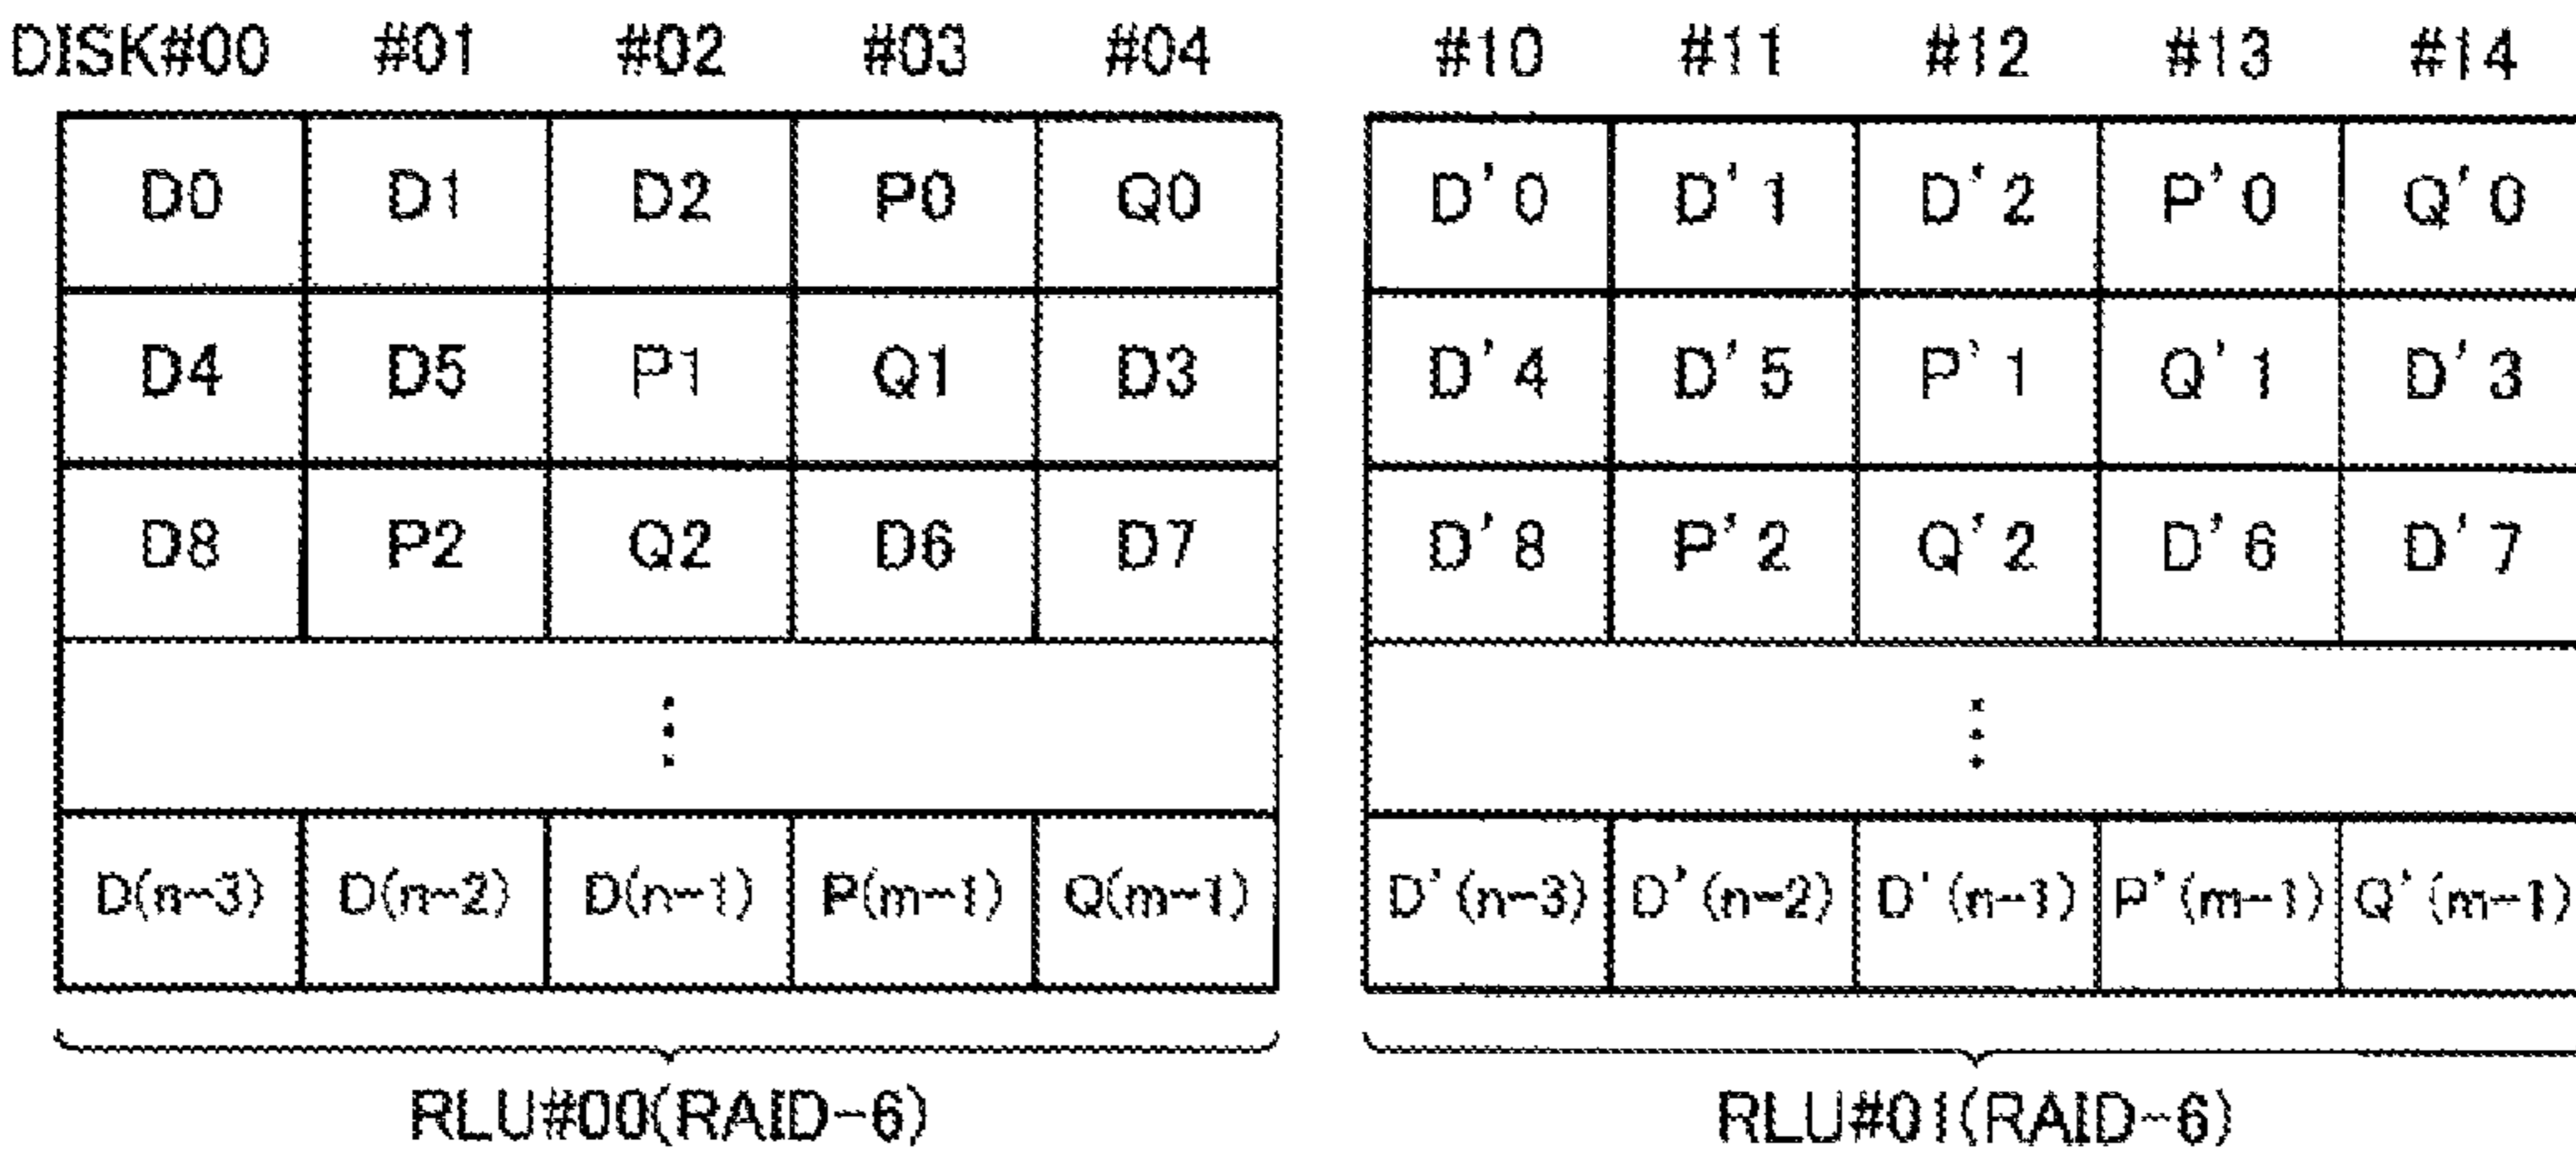 DISK#00 #01 #02 #03 #04 #10 #11 #12 #13 #14
D0 D1 D2 P0 Q0 D'0 D'1 D'2 P'0 Q'0
D4 D5 P1 Q1 D3 D'4 D'5 P'1 Q'1 D'3
D8 P2 Q2 D6 D7 D'8 P'2 Q'2 D'6 D'7
D(n-3) D(n-2) D(n-1) P(m-1) Q(m-1) D'(n-3) D'(n-2) D'(n-1) P'(m-1) Q'(m-1)
RLU#00(RAID-6) RLU#01(RAID-6)